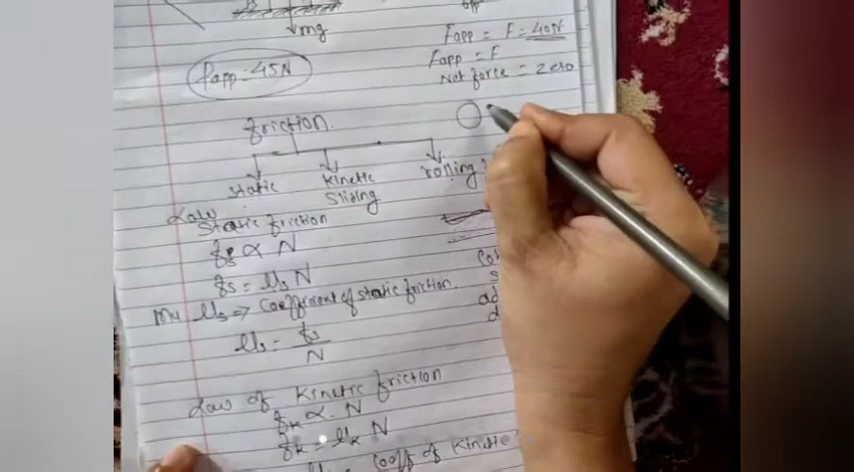 mg
fapp = 45N
Fapp = F = 40N
Fapp = F
Net force = Zero
friction
static
Kinetic
Sliding
rolling
Law
Static friction
fs ∝ N
fs = μs N
Mu μs ⇒ Coefficient of static friction
μs = fs
N
Law of Kinetic friction
fk ∝ N
fk = μk N
Coeff of Kinetic